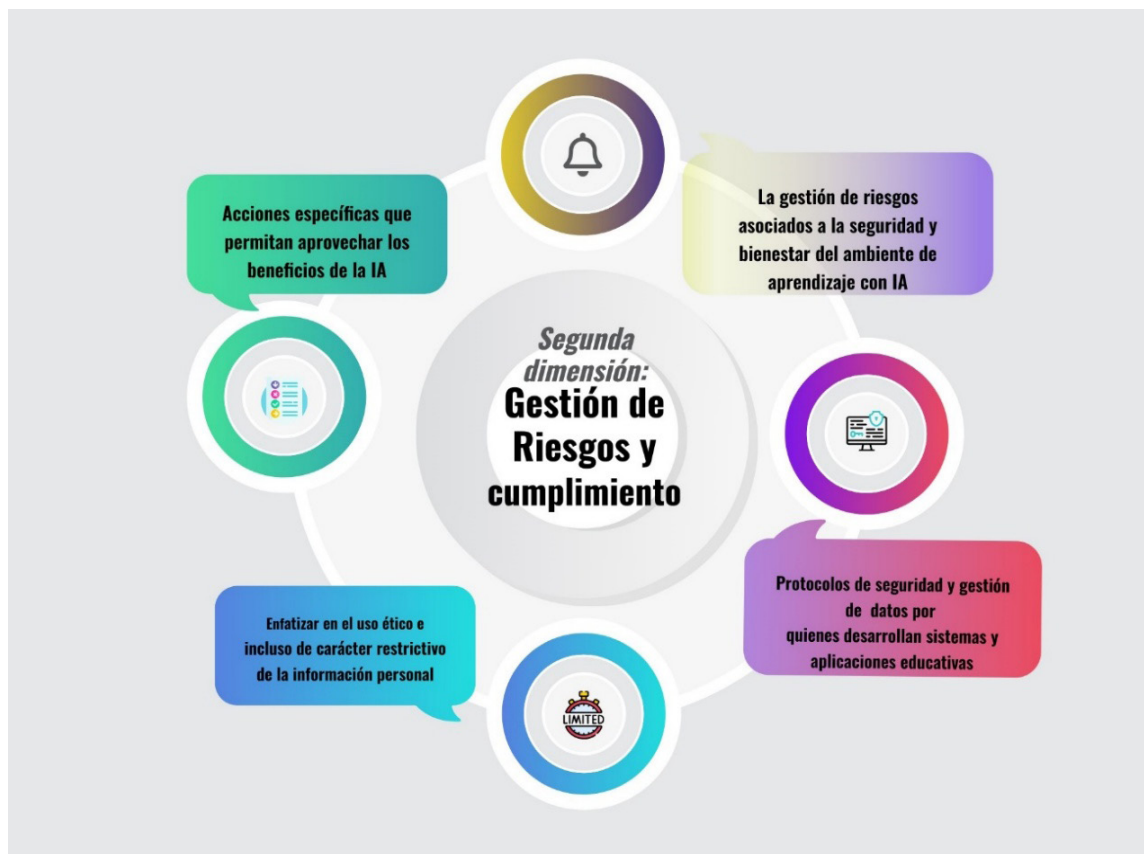 Segunda
dimensión:
Gestión de
Riesgos y
cumplimiento
La gestión de riesgos
asociados a la seguridad y
bienestar del ambiente de
aprendizaje con IA
Protocolos de seguridad y gestión
de datos por
quienes desarrollan sistemas y
aplicaciones educativas
LIMITED
Enfatizar en el uso ético e
incluso de carácter restrictivo
de la información personal
Acciones específicas que
permitan aprovechar los
beneficios de la IA